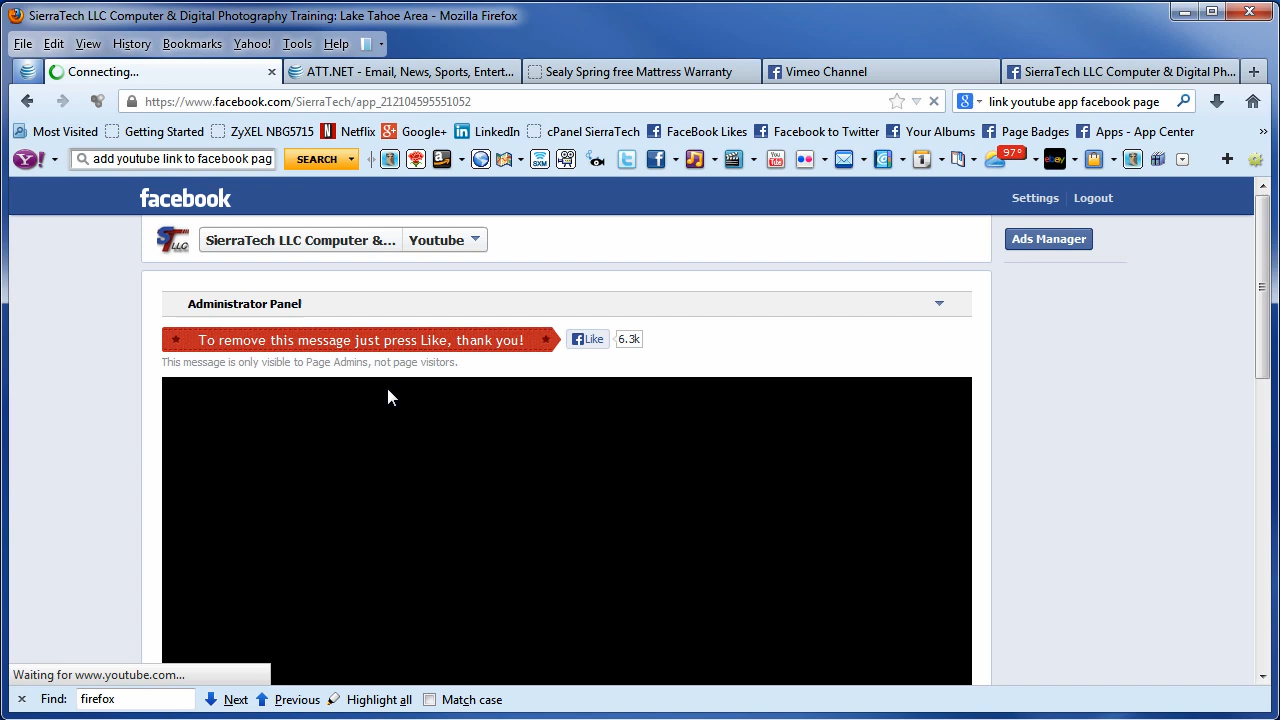 SierraTech LLC Computer & Digital Photography Training: Lake Tahoe Area - Mozilla Firefox
File Edit View History Bookmarks Yahoo! Tools Help
Connecting... ATT.NET - Email, News, Sports, Entert... Sealy Spring free Mattress Warranty Vimeo Channel SierraTech LLC Computer & Digital Ph...
https://www.facebook.com/SierraTech/app_212104595551052 link youtube app facebook page
Most Visited Getting Started ZyXEL NBG5715 Netflix Google+ LinkedIn cPanel SierraTech FaceBook Likes Facebook to Twitter Your Albums Page Badges Apps - App Center
add youtube link to facebook pag SEARCH 97°
facebook Settings Logout
SierraTech LLC Computer &... Youtube Ads Manager
Administrator Panel
To remove this message just press Like, thank you! Like 6.3k
This message is only visible to Page Admins, not page visitors.
Waiting for www.youtube.com...
Find: firefox Next Previous Highlight all Match case